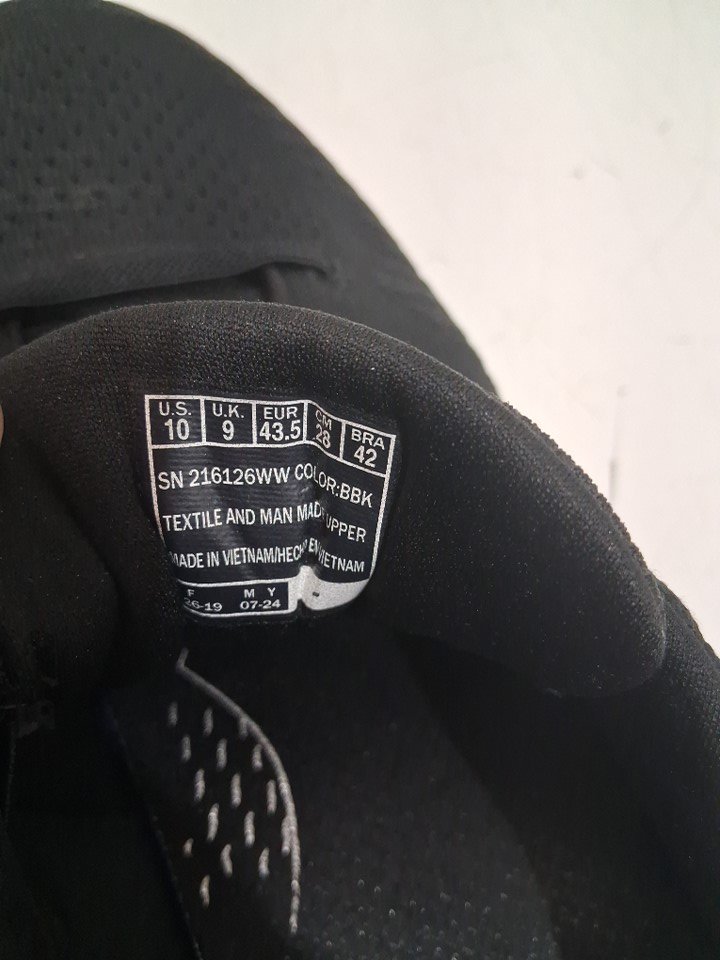 U.S. U.K. EUR CM BRA
10 9 43.5 28 42
SN 216126WW COLOR:BBK
TEXTILE AND MAN MADE UPPER
MADE IN VIETNAM/HECHO EN VIETNAM
F M Y
26-19 07-24